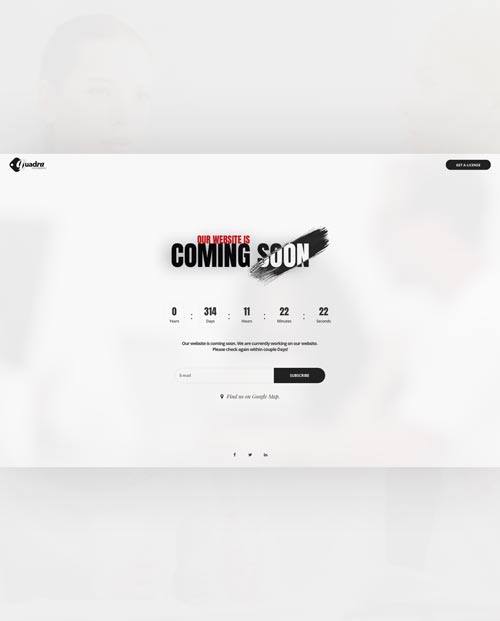 Quadra
GET A LICENSE
OUR WEBSITE IS
COMING SOON
0 : 314 : 11 : 22 : 22
Years Days Hours Minutes Seconds
Our website is coming soon. We are currently working on our website.
Please check again within couple Days!
E-mail
SUBSCRIBE
Find us on Google Map.